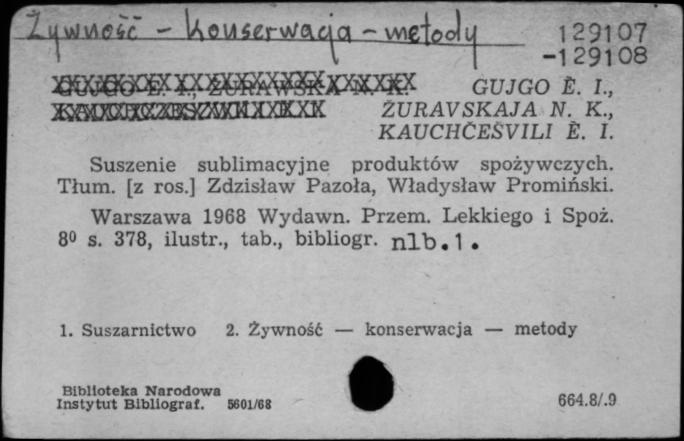 Żywność - konserwacja - metody
129107
-129108
GUJGO E. I., ŻURAWSKA N. K. GUJGO È. I.,
ŽURAVSKAJA N. K.,
KAUCHČEŠVILI È. I.
Suszenie sublimacyjne produktów spożywczych.
Tłum. [z ros.] Zdzisław Pazoła, Władysław Promiński.
Warszawa 1968 Wydawn. Przem. Lekkiego i Spoż.
8⁰ s. 378, ilustr., tab., bibliogr. nlb.1.
1. Suszarnictwo 2. Żywność — konserwacja — metody
Biblioteka Narodowa
Instytut Bibliograf. 5601/68 664.8/.9